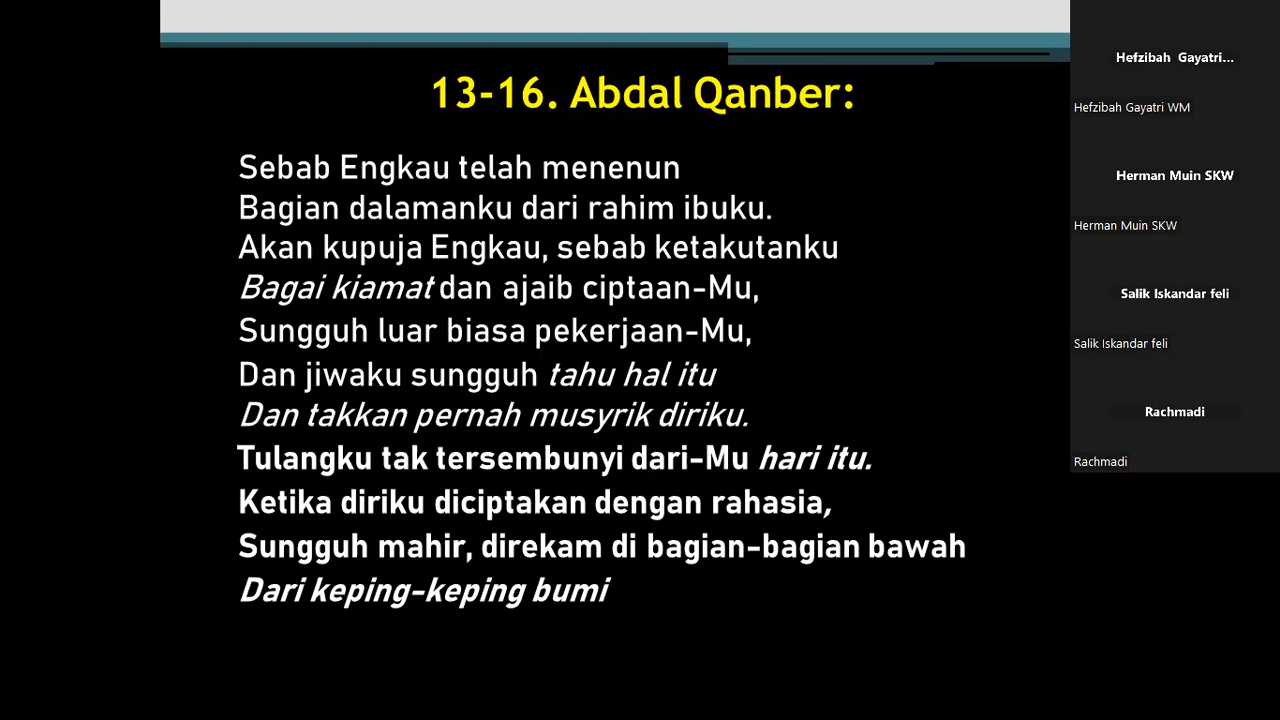 13-16. Abdal Qanber:
Sebab Engkau telah menenun
Bagian dalamanku dari rahim ibuku.
Akan kupuja Engkau, sebab ketakutanku
Bagai kiamat dan ajaib ciptaan-Mu,
Sungguh luar biasa pekerjaan-Mu,
Dan jiwaku sungguh tahu hal itu
Dan takkan pernah musyrik diriku.
Tulangku tak tersembunyi dari-Mu hari itu.
Ketika diriku diciptakan dengan rahasia,
Sungguh mahir, direkam di bagian-bagian bawah
Dari keping-keping bumi
Hefzibah Gayatri...
Hefzibah Gayatri WM
Herman Muin SKW
Herman Muin SKW
Salik Iskandar feli
Salik Iskandar feli
Rachmadi
Rachmadi